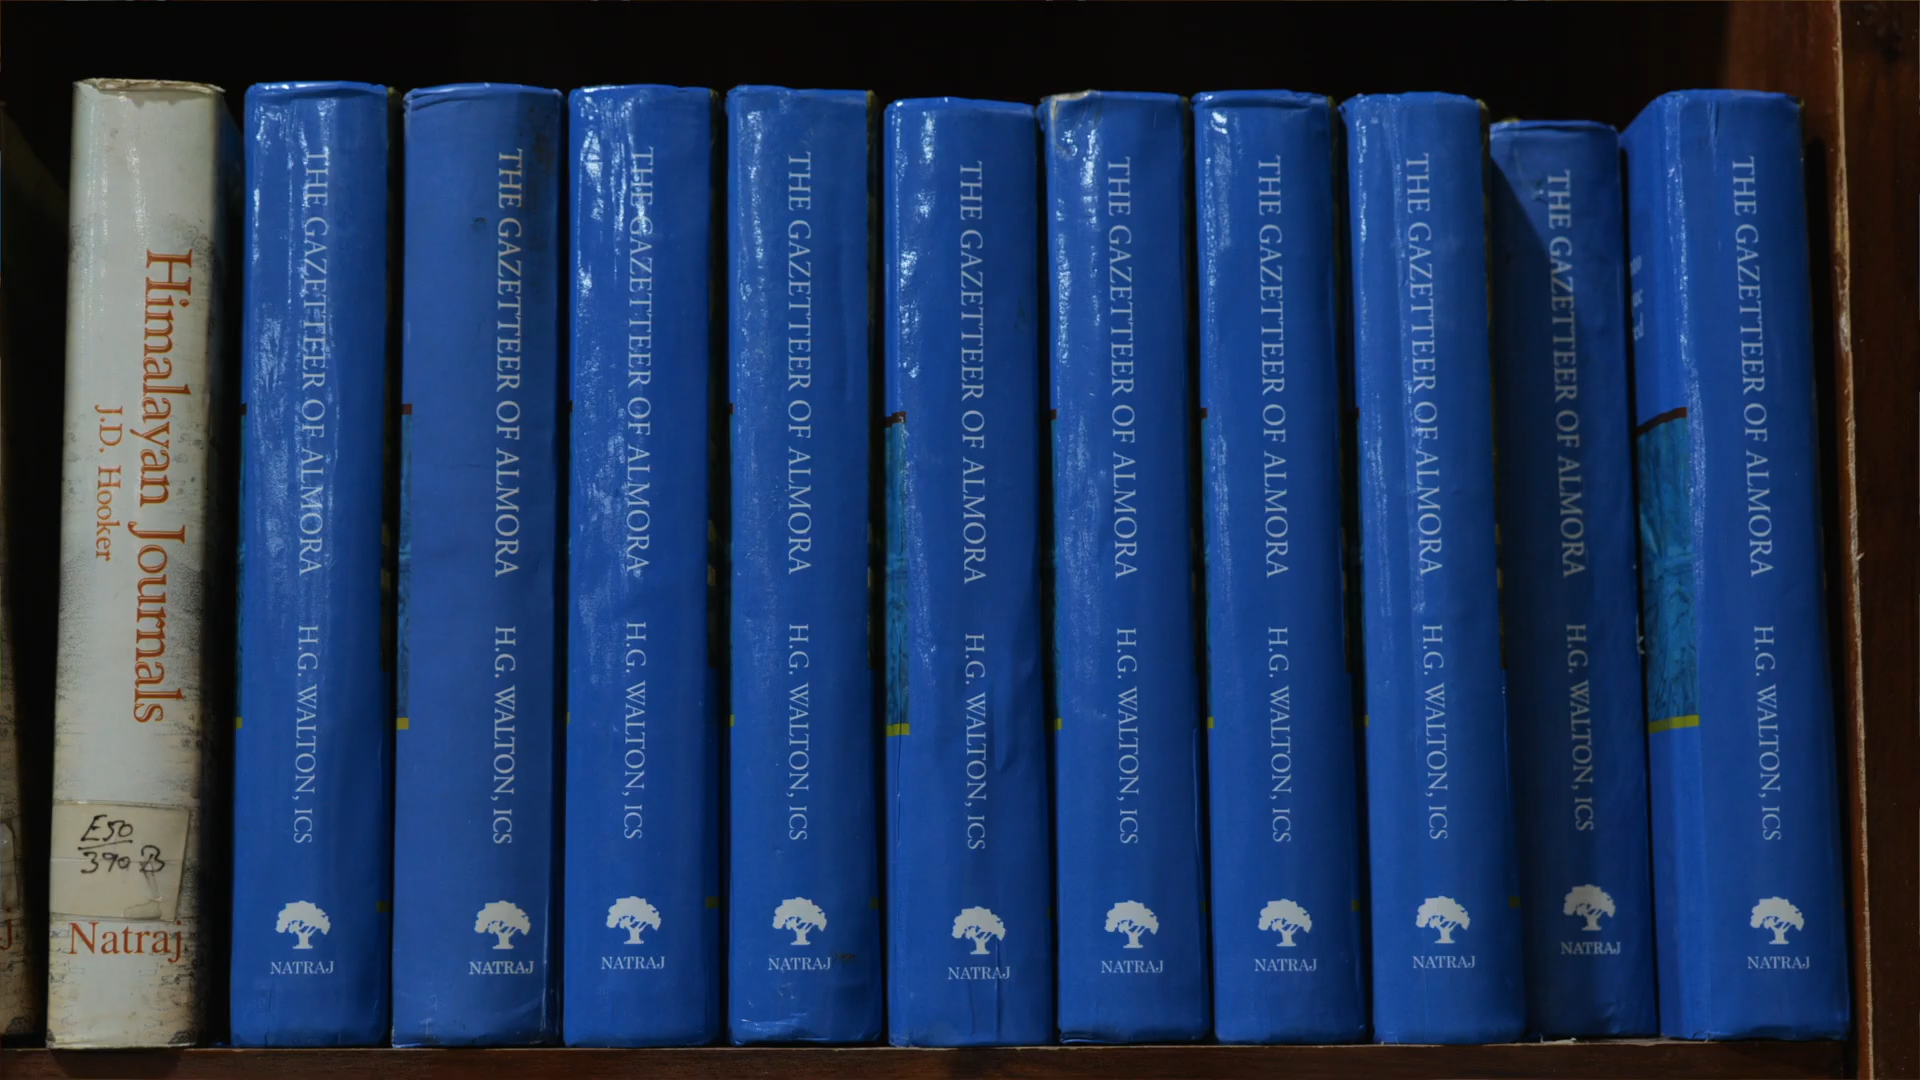 Himalayan Journals
J.D. Hooker
E50
390 B
Natraj
THE GAZETTEER OF ALMORA H.G. WALTON, ICS
NATRAJ
THE GAZETTEER OF ALMORA H.G. WALTON, ICS
NATRAJ
THE GAZETTEER OF ALMORA H.G. WALTON, ICS
NATRAJ
THE GAZETTEER OF ALMORA H.G. WALTON, ICS
NATRAJ
THE GAZETTEER OF ALMORA H.G. WALTON, ICS
NATRAJ
THE GAZETTEER OF ALMORA H.G. WALTON, ICS
NATRAJ
THE GAZETTEER OF ALMORA H.G. WALTON, ICS
NATRAJ
THE GAZETTEER OF ALMORA H.G. WALTON, ICS
NATRAJ
THE GAZETTEER OF ALMORA H.G. WALTON, ICS
NATRAJ
THE GAZETTEER OF ALMORA H.G. WALTON, ICS
NATRAJ